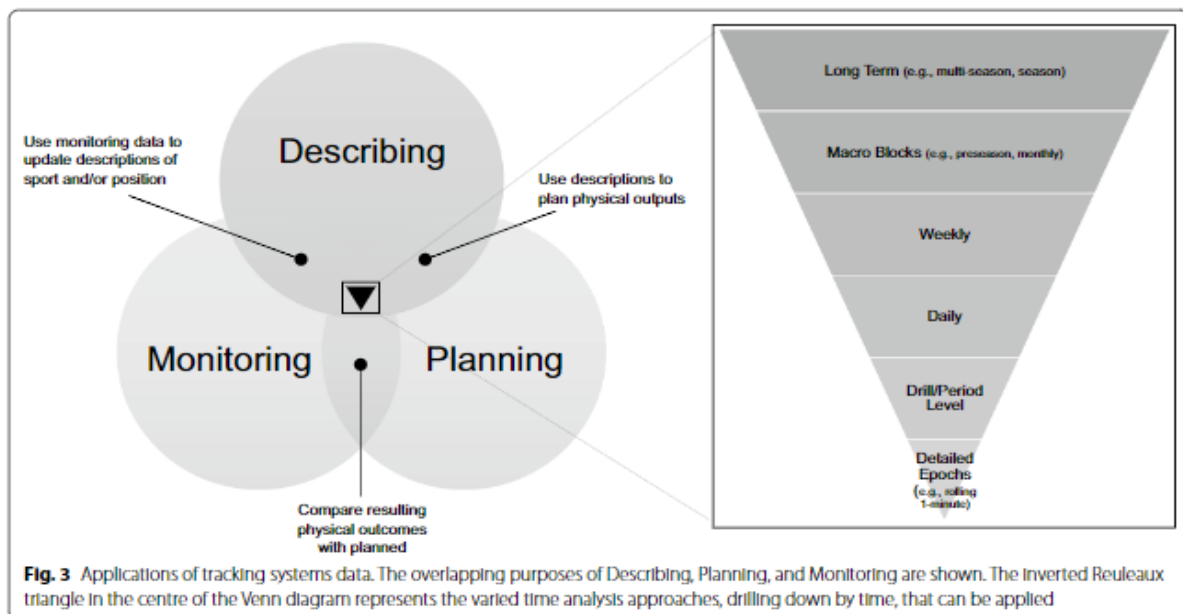 Describing
Use monitoring data to
update descriptions of
sport and/or position
Use descriptions to
plan physical outputs
Monitoring
Planning
Compare resulting
physical outcomes
with planned
Long Term (e.g., multi-season, season)
Macro Blocks (e.g., preseason, monthly)
Weekly
Daily
Drill/Period
Level
Detailed
Epochs
(e.g., rolling
1-minute)
Fig. 3 Applications of tracking systems data. The overlapping purposes of Describing, Planning, and Monitoring are shown. The inverted Reuleaux
triangle in the centre of the Venn diagram represents the varied time analysis approaches, drilling down by time, that can be applied